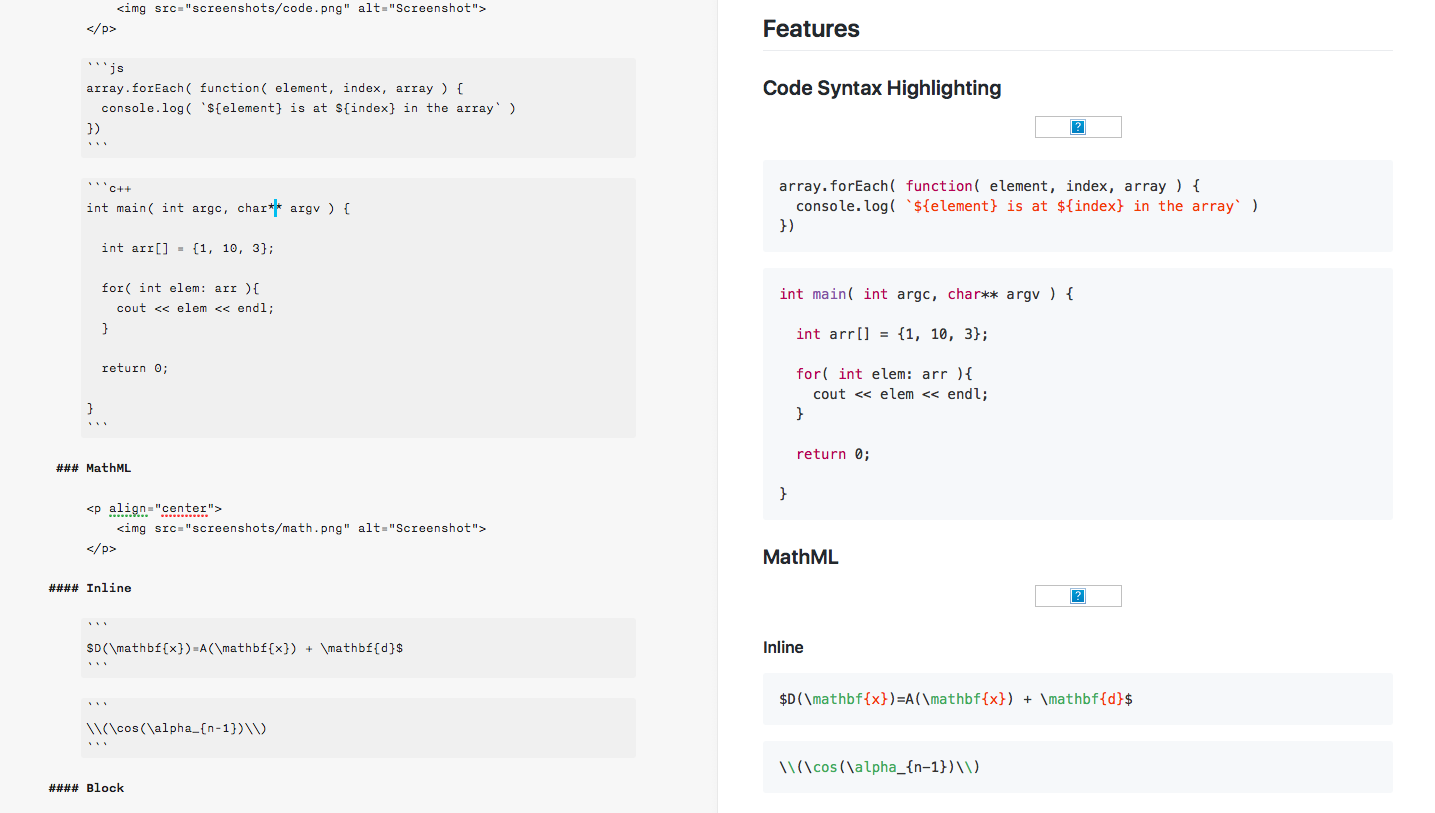 <img src="screenshots/code.png" alt="Screenshot">
</p>
```js
array.forEach( function( element, index, array ) {
  console.log( `${element} is at ${index} in the array` )
})
```
```c++
int main( int argc, char** argv ) {
  int arr[] = {1, 10, 3};
  for( int elem: arr ){
    cout << elem << endl;
  }
  return 0;
}
```
### MathML
<p align="center">
    <img src="screenshots/math.png" alt="Screenshot">
</p>
#### Inline
```
$D(\mathbf{x})=A(\mathbf{x}) + \mathbf{d}$
```
```
\\(\cos(\alpha_{n-1})\\)
```
#### Block
Features
Code Syntax Highlighting
?
array.forEach( function( element, index, array ) {
  console.log( `${element} is at ${index} in the array` )
})
int main( int argc, char** argv ) {
  int arr[] = {1, 10, 3};
  for( int elem: arr ){
    cout << elem << endl;
  }
  return 0;
}
MathML
?
Inline
$D(\mathbf{x})=A(\mathbf{x}) + \mathbf{d}$
\\(\cos(\alpha_{n-1})\\)